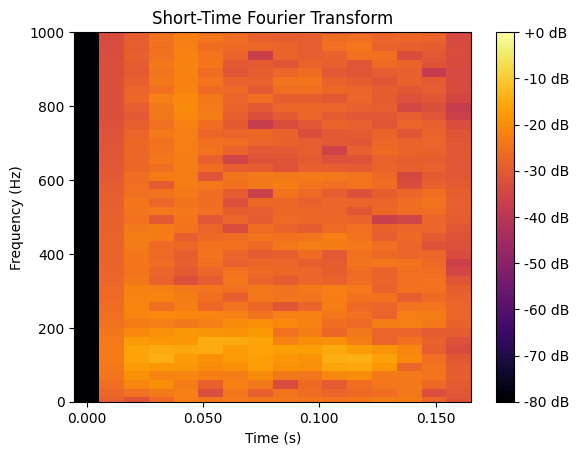 Short-Time Fourier Transform
Frequency (Hz)
1000
800
600
400
200
0
0.000
0.050
0.100
0.150
Time (s)
+0 dB
-10 dB
-20 dB
-30 dB
-40 dB
-50 dB
-60 dB
-70 dB
-80 dB